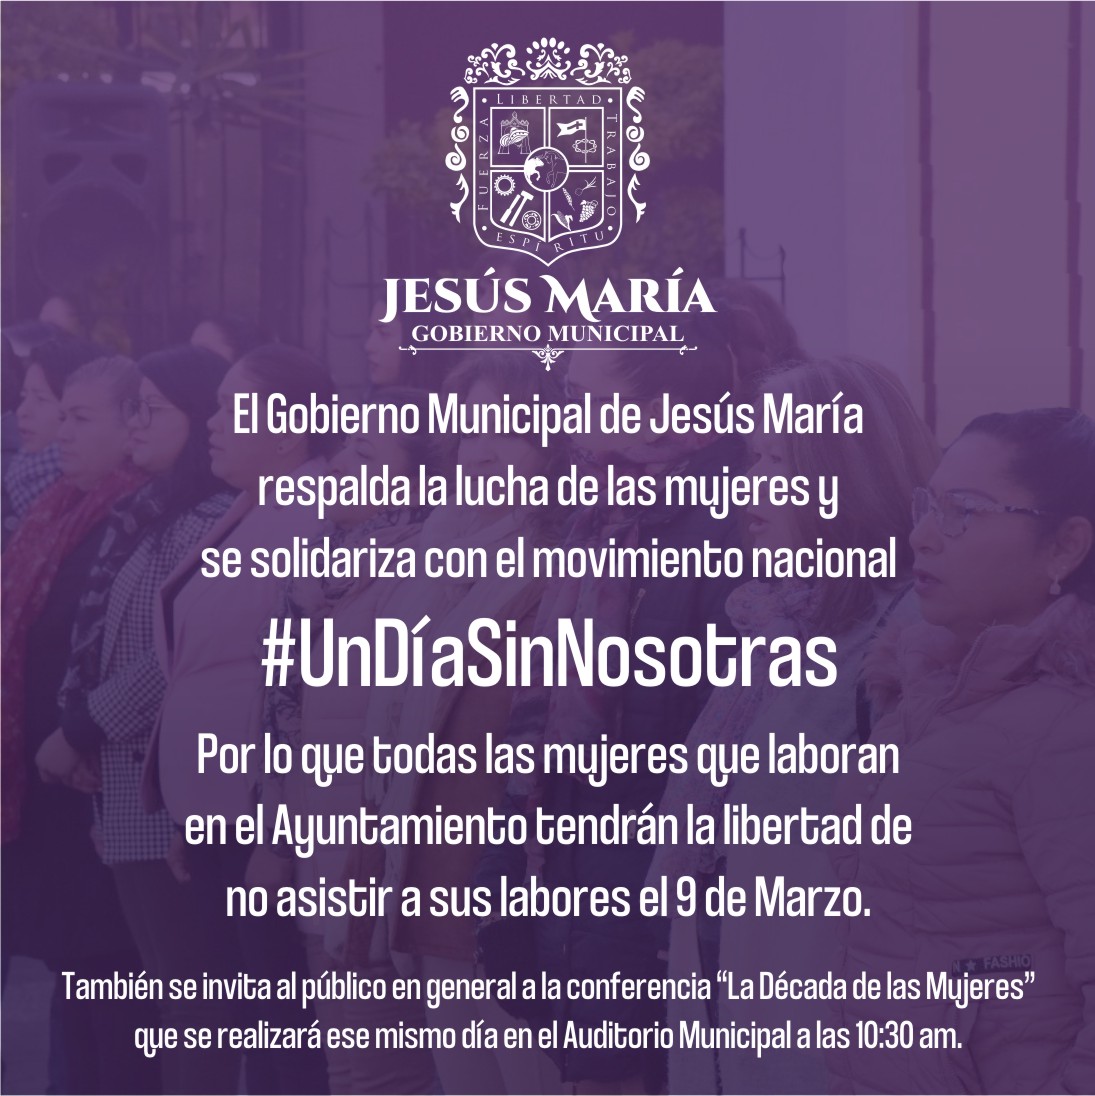 LIBERTAD
FUERZA
TRABAJO
ESPÍRITU
JESÚS MARÍA
GOBIERNO MUNICIPAL
El Gobierno Municipal de Jesús María
respalda la lucha de las mujeres y
se solidariza con el movimiento nacional
#UnDíaSinNosotras
Por lo que todas las mujeres que laboran
en el Ayuntamiento tendrán la libertad de
no asistir a sus labores el 9 de Marzo.
N ★ FASHIO
También se invita al público en general a la conferencia “La Década de las Mujeres”
que se realizará ese mismo día en el Auditorio Municipal a las 10:30 am.